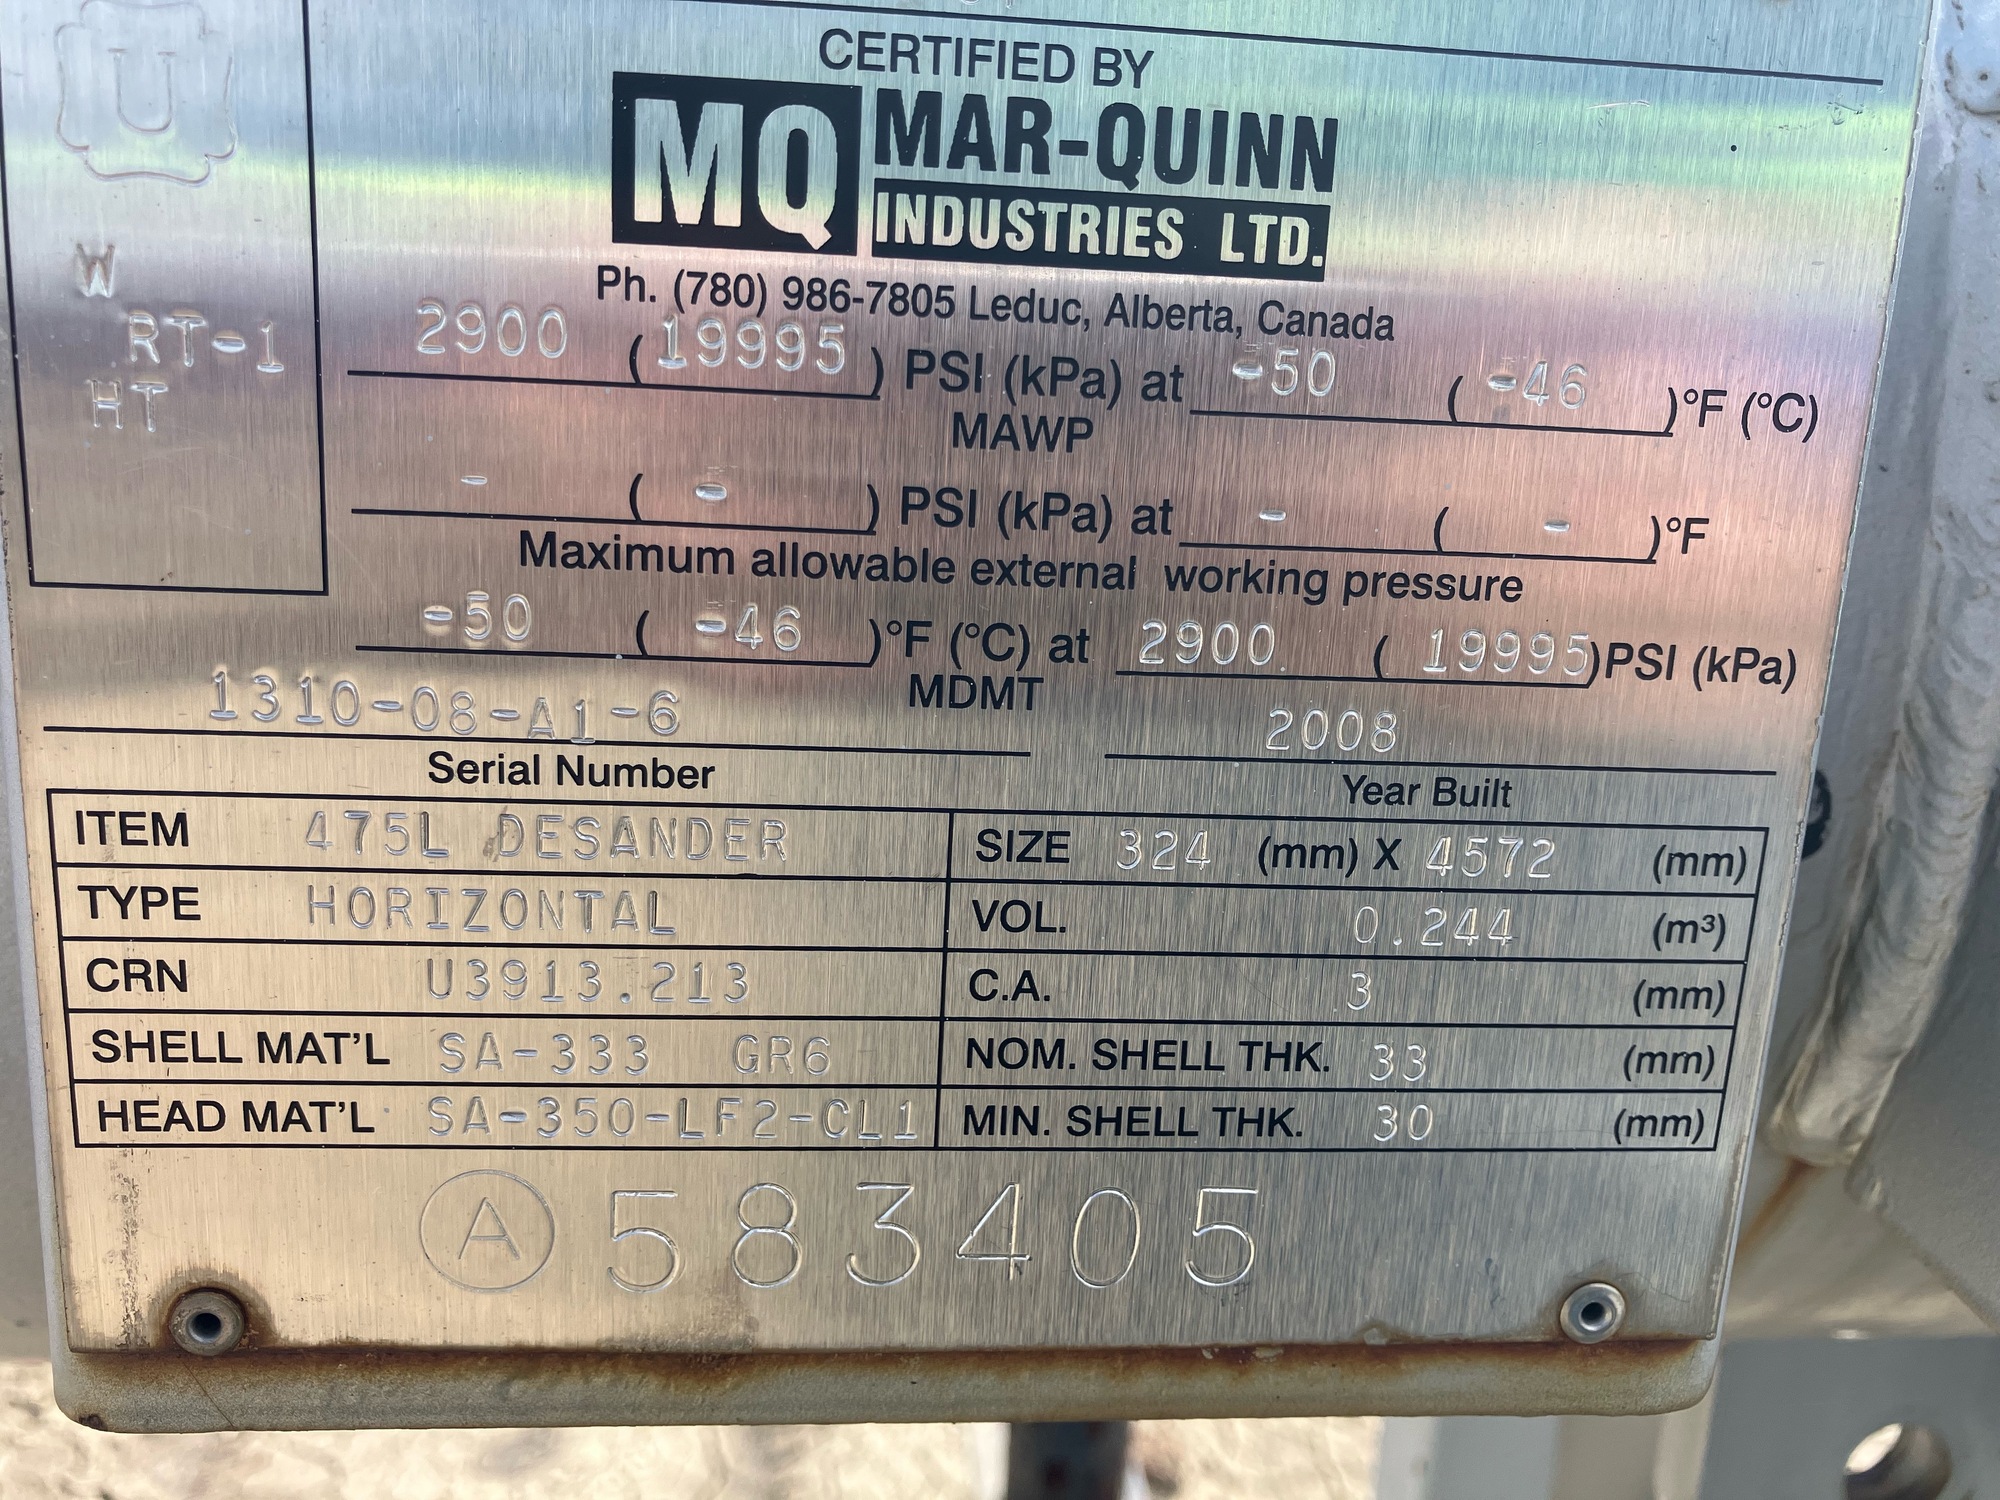 U
CERTIFIED BY
MQ MAR-QUINN
INDUSTRIES LTD.
Ph. (780) 986-7805 Leduc, Alberta, Canada
W
RT-1
HT
2900 (19995) PSI (kPa) at -50 (-46)°F (°C)
MAWP
- (-) PSI (kPa) at - (-)°F
Maximum allowable external working pressure
-50 (-46)°F (°C) at 2900 (19995) PSI (kPa)
MDMT
1310-08-A1-6 2008
Serial Number Year Built
ITEM 475L DESANDER SIZE 324 (mm) X 4572 (mm)
TYPE HORIZONTAL VOL. 0.244 (m³)
CRN U3913.213 C.A. 3 (mm)
SHELL MAT'L SA-333 GR6 NOM. SHELL THK. 33 (mm)
HEAD MAT'L SA-350-LF2-CL1 MIN. SHELL THK. 30 (mm)
A 583405